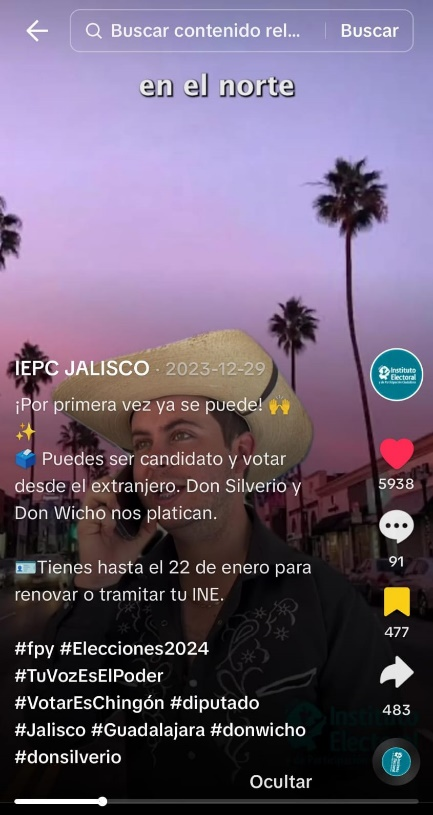 Buscar contenido rel...
Buscar
en el norte
IEPC JALISCO · 2023-12-29
¡Por primera vez ya se puede! 🙌
✨
🗳️ Puedes ser candidato y votar
desde el extranjero. Don Silverio y
Don Wicho nos platican.
🪪Tienes hasta el 22 de enero para
renovar o tramitar tu INE.
#fpy #Elecciones2024
#TuVozEsElPoder
#VotarEsChingón #diputado
#Jalisco #Guadalajara #donwicho
#donsilverio
Ocultar
Instituto
Electoral
5938
91
477
483
Instituto
Electoral